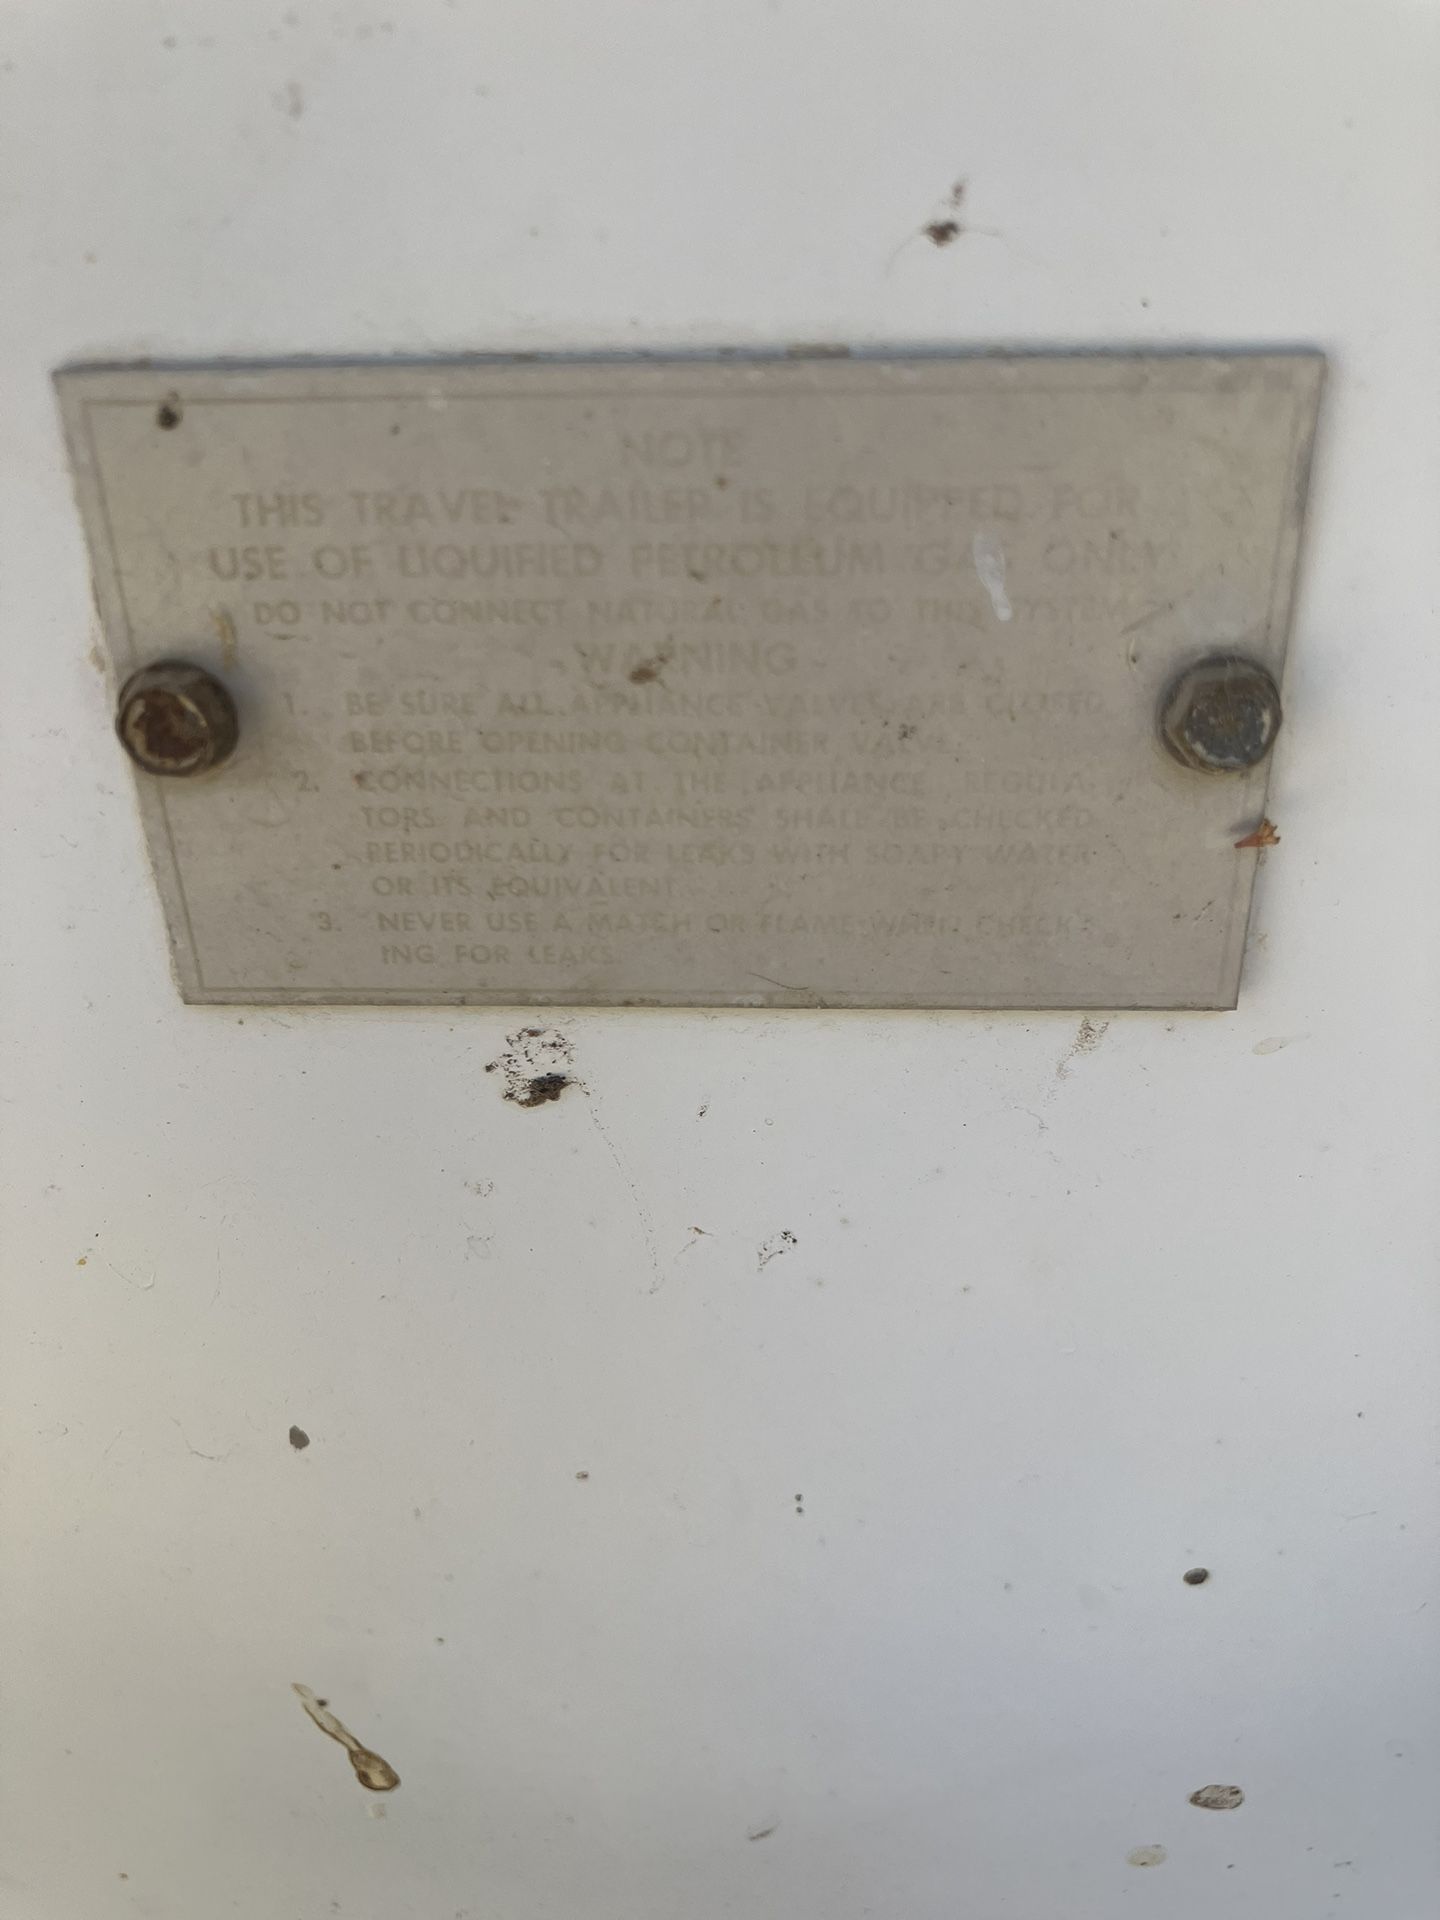 NOTE
THIS TRAVEL TRAILER IS EQUIPPED FOR
USE OF LIQUIFIED PETROLEUM GAS ONLY
DO NOT CONNECT NATURAL GAS TO THIS SYSTEM
WARNING
1. BE SURE ALL APPLIANCE VALVES ARE CLOSED
BEFORE OPENING CONTAINER VALVE.
2. CONNECTIONS AT THE APPLIANCE REGULA-
TORS AND CONTAINERS SHALL BE CHECKED
PERIODICALLY FOR LEAKS WITH SOAPY WATER
OR ITS EQUIVALENT.
3. NEVER USE A MATCH OR FLAME WHEN CHECK-
ING FOR LEAKS.